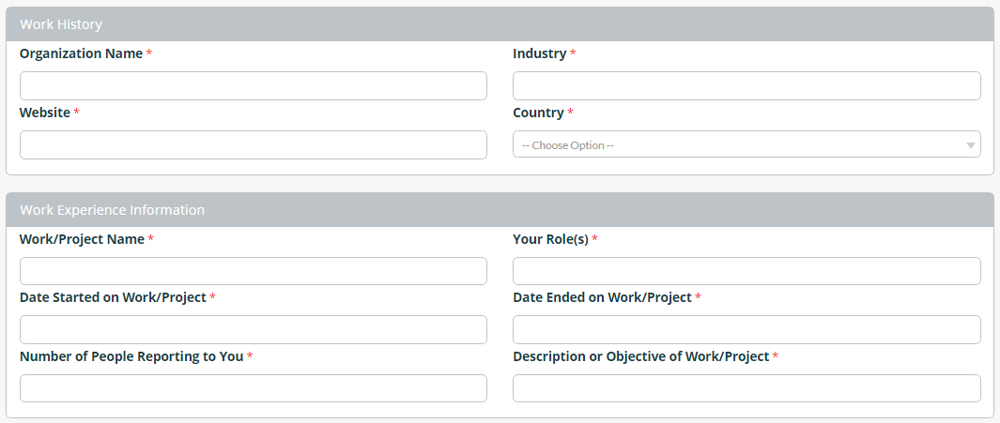 Work History
Organization Name *
Industry *
Website *
Country *
-- Choose Option --
Work Experience Information
Work/Project Name *
Your Role(s) *
Date Started on Work/Project *
Date Ended on Work/Project *
Number of People Reporting to You *
Description or Objective of Work/Project *